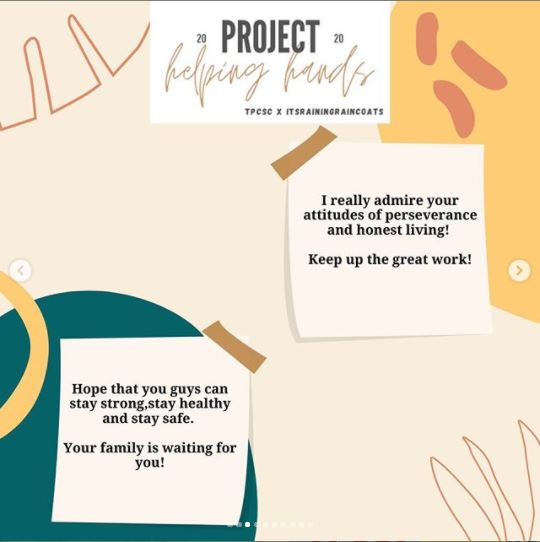 20 PROJECT 20
helping hands
TPCSC X ITSRAININGRAINCOATS
I really admire your
attitudes of perseverance
and honest living!
Keep up the great work!
Hope that you guys can
stay strong,stay healthy
and stay safe.
Your family is waiting for
you!